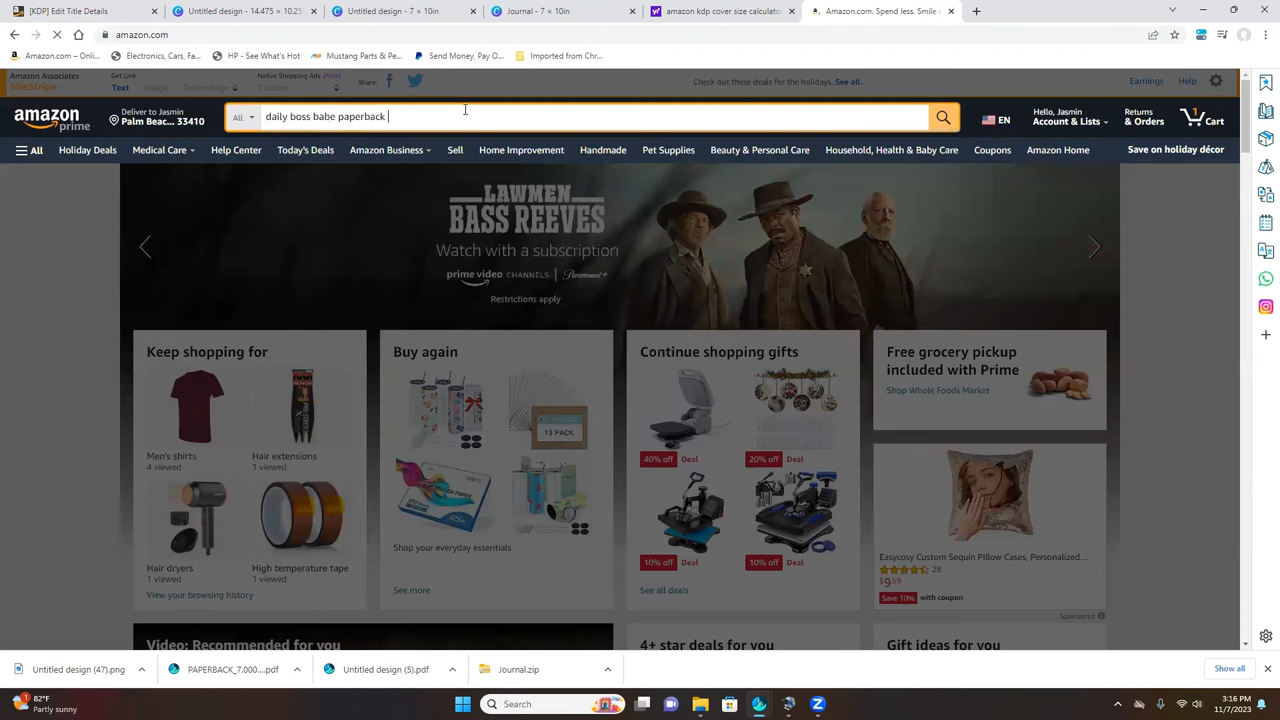 [KDP] Edit Title Details
Untitled design - 14.475 × 10.25i
Untitled design - 7 × 10in
Journal - 7 × 10in
amazon kdp cover size calculato
Amazon.com. Spend less. Smile m
amazon.com
Amazon.com – Onli...
Electronics, Cars, Fa...
HP - See What's Hot
Mustang Parts & Pe...
Send Money, Pay O...
Imported from Chr...
Amazon Associates
SiteStripe
Get Link:
Text
Image
Text+Image
Native Shopping Ads
Custom
Share:
Check out these deals for the holidays. See all.
Earnings
Help
amazon
prime
Deliver to Jasmin
Palm Beac... 33410
All
daily boss babe paperback
EN
Hello, Jasmin
Account & Lists
Returns
& Orders
1
Cart
All
Holiday Deals
Medical Care
Help Center
Today's Deals
Amazon Business
Sell
Home Improvement
Handmade
Pet Supplies
Beauty & Personal Care
Household, Health & Baby Care
Coupons
Amazon Home
Save on holiday décor
LAWMEN
BASS REEVES
Watch with a subscription
prime video CHANNELS | Paramount+
Restrictions apply
Keep shopping for
Men's shirts
4 viewed
Hair extensions
1 viewed
Hair dryers
1 viewed
High temperature tape
1 viewed
View your browsing history
Buy again
13 PACK
Shop your everyday essentials
See more
Continue shopping gifts
40% off Deal
20% off Deal
10% off Deal
10% off Deal
See all deals
Free grocery pickup
included with Prime
Shop Whole Foods Market
Easycosy Custom Sequin Pillow Cases, Personalized...
28
$959
Save 10% with coupon
Sponsored
Video: Recommended for you
4+ star deals for you
Gift ideas for you
Untitled design (47).png
PAPERBACK_7.000....pdf
Untitled design (5).pdf
Journal.zip
Show all
1
82°F
Partly sunny
Search
3:16 PM
11/7/2023